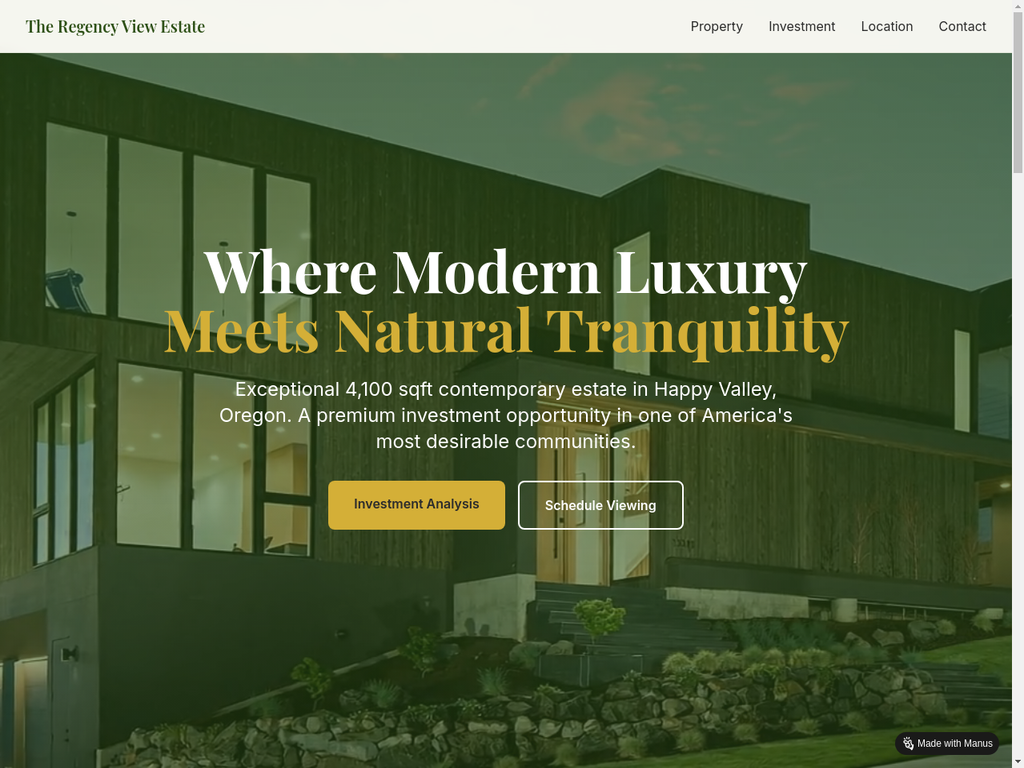 The Regency View Estate
Property
Investment
Location
Contact
Where Modern Luxury
Meets Natural Tranquility
Exceptional 4,100 sqft contemporary estate in Happy Valley,
Oregon. A premium investment opportunity in one of America's
most desirable communities.
Investment Analysis
Schedule Viewing
Made with Manus